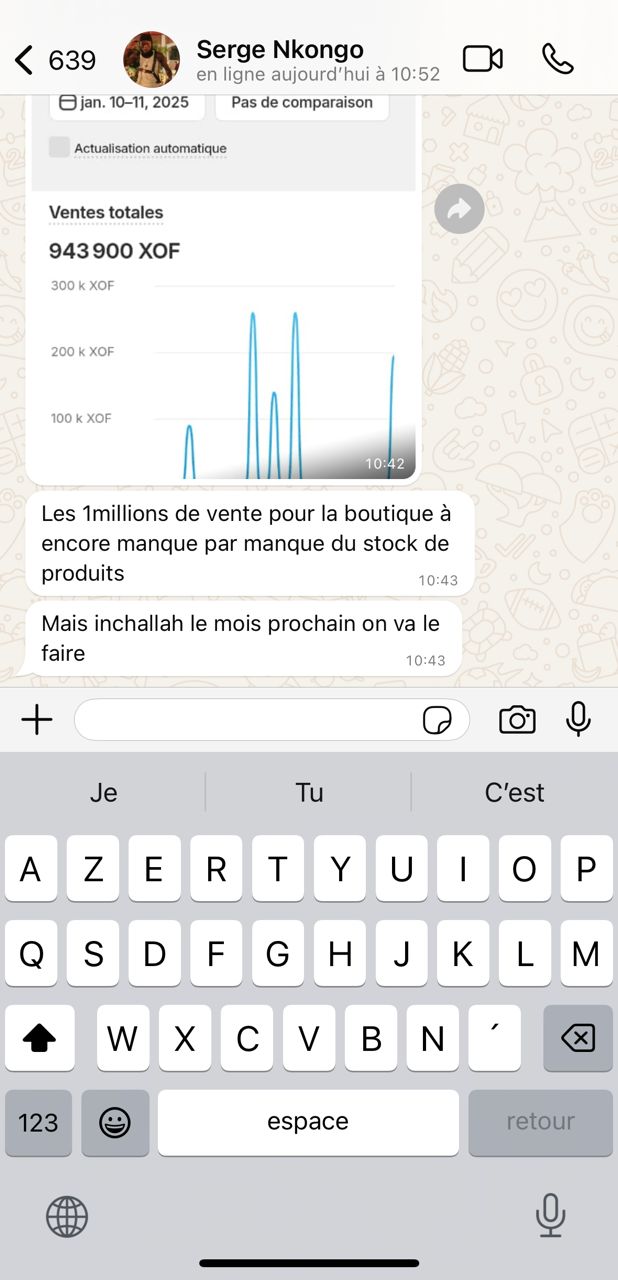 639
Serge Nkongo
en ligne aujourd'hui à 10:52
jan. 10–11, 2025
Pas de comparaison
Actualisation automatique
Ventes totales
943 900 XOF
300 k XOF
200 k XOF
100 k XOF
10:42
Les 1millions de vente pour la boutique à
encore manque par manque du stock de
produits
10:43
Mais inchallah le mois prochain on va le
faire
10:43
Je
Tu
C'est
A Z E R T Y U I O P
Q S D F G H J K L M
W X C V B N ´
123
espace
retour